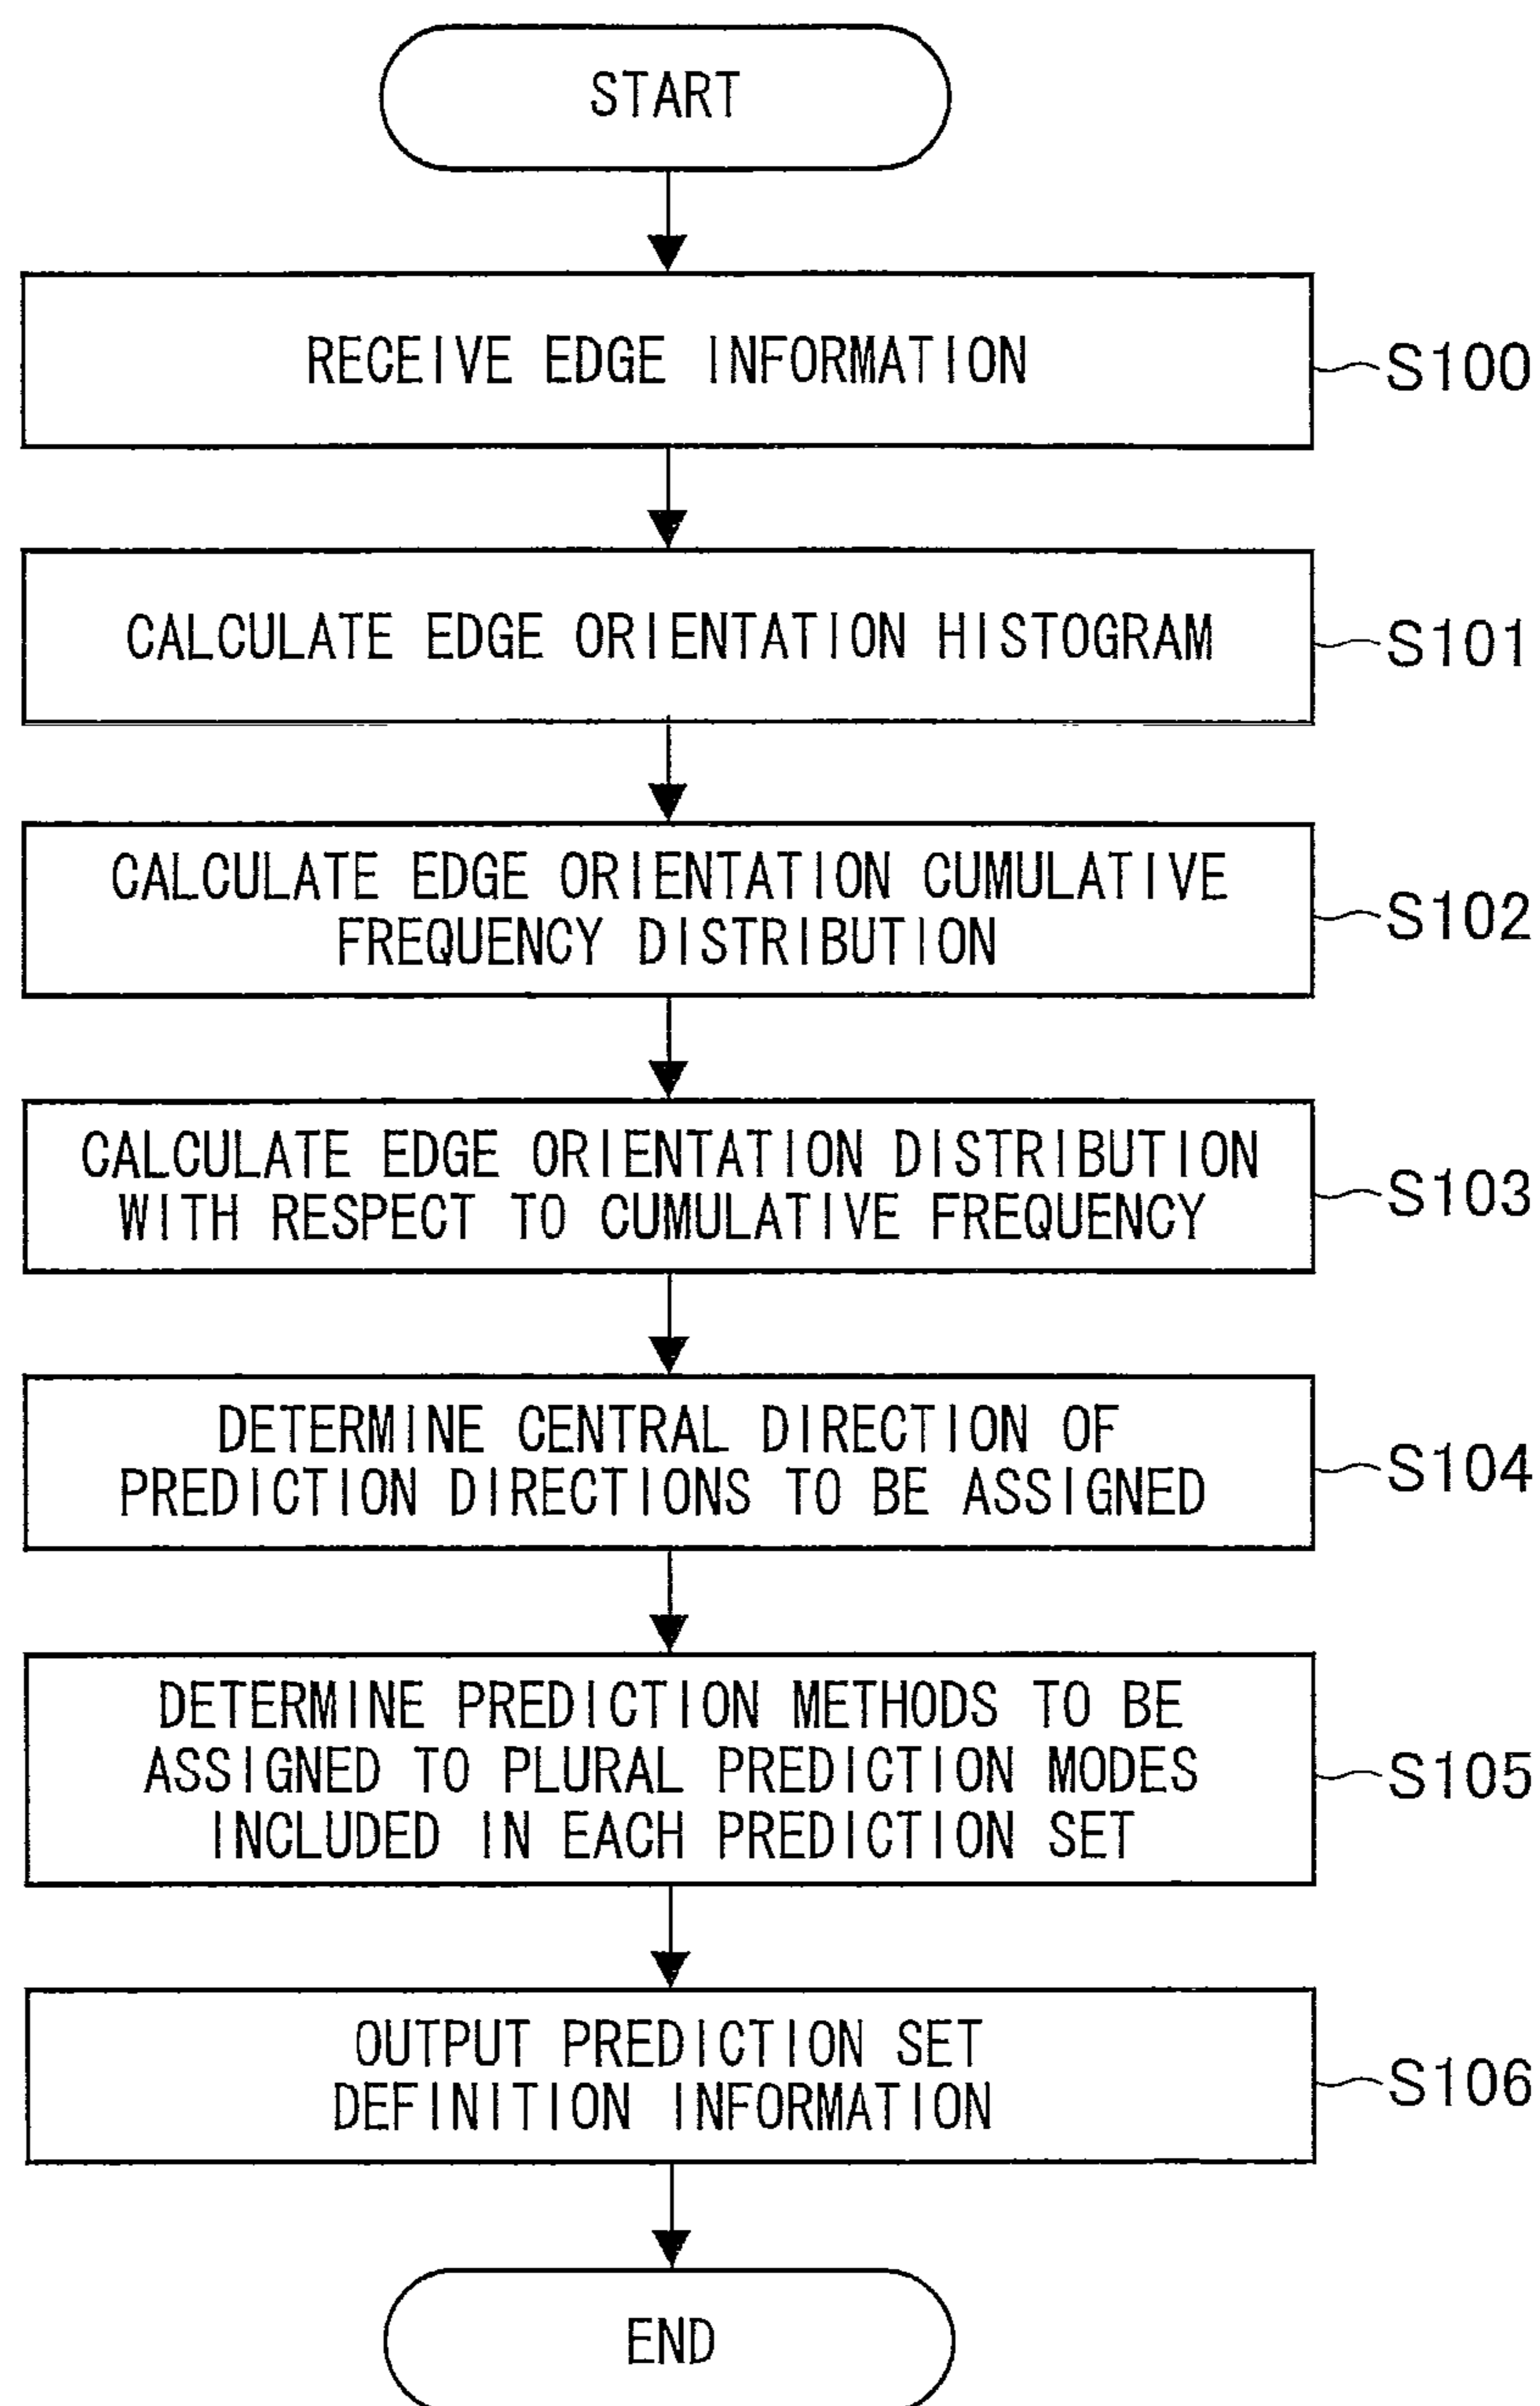 START
RECEIVE EDGE INFORMATION
S100
CALCULATE EDGE ORIENTATION HISTOGRAM
S101
CALCULATE EDGE ORIENTATION CUMULATIVE
FREQUENCY DISTRIBUTION
S102
CALCULATE EDGE ORIENTATION DISTRIBUTION
WITH RESPECT TO CUMULATIVE FREQUENCY
S103
DETERMINE CENTRAL DIRECTION OF
PREDICTION DIRECTIONS TO BE ASSIGNED
S104
DETERMINE PREDICTION METHODS TO BE
ASSIGNED TO PLURAL PREDICTION MODES
INCLUDED IN EACH PREDICTION SET
S105
OUTPUT PREDICTION SET
DEFINITION INFORMATION
S106
END